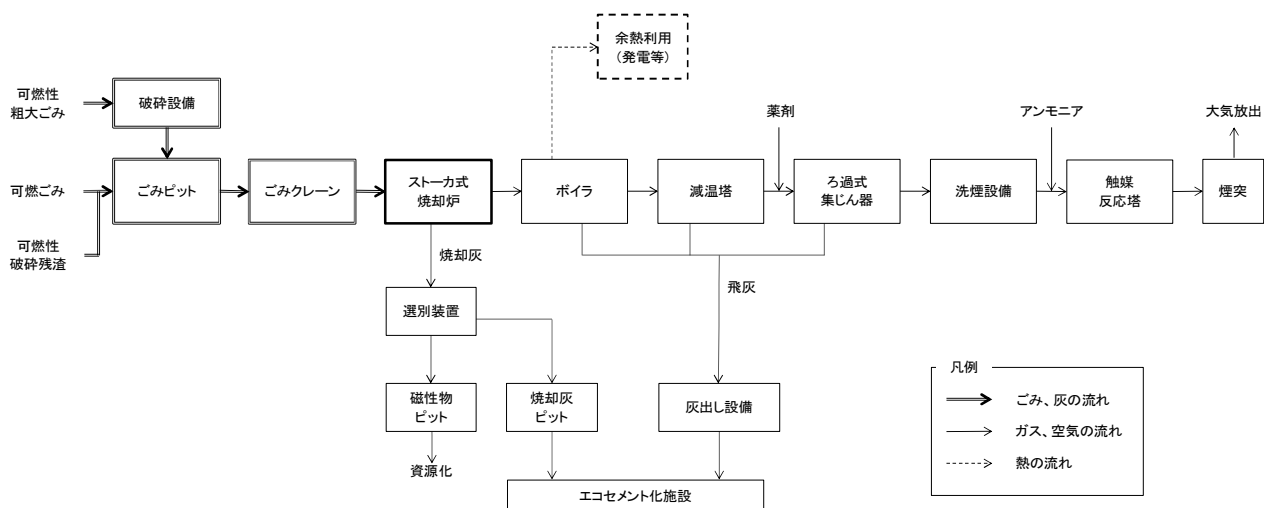 余熱利用
（発電等）
可燃性
粗大ごみ
破砕設備
薬剤
アンモニア
大気放出
可燃ごみ
ごみピット
ごみクレーン
ストーカ式
焼却炉
ボイラ
減温塔
ろ過式
集じん器
洗煙設備
触媒
反応塔
煙突
可燃性
破砕残渣
焼却灰
飛灰
選別装置
磁性物
ピット
焼却灰
ピット
灰出し設備
資源化
エコセメント化施設
凡例
ごみ、灰の流れ
ガス、空気の流れ
熱の流れ